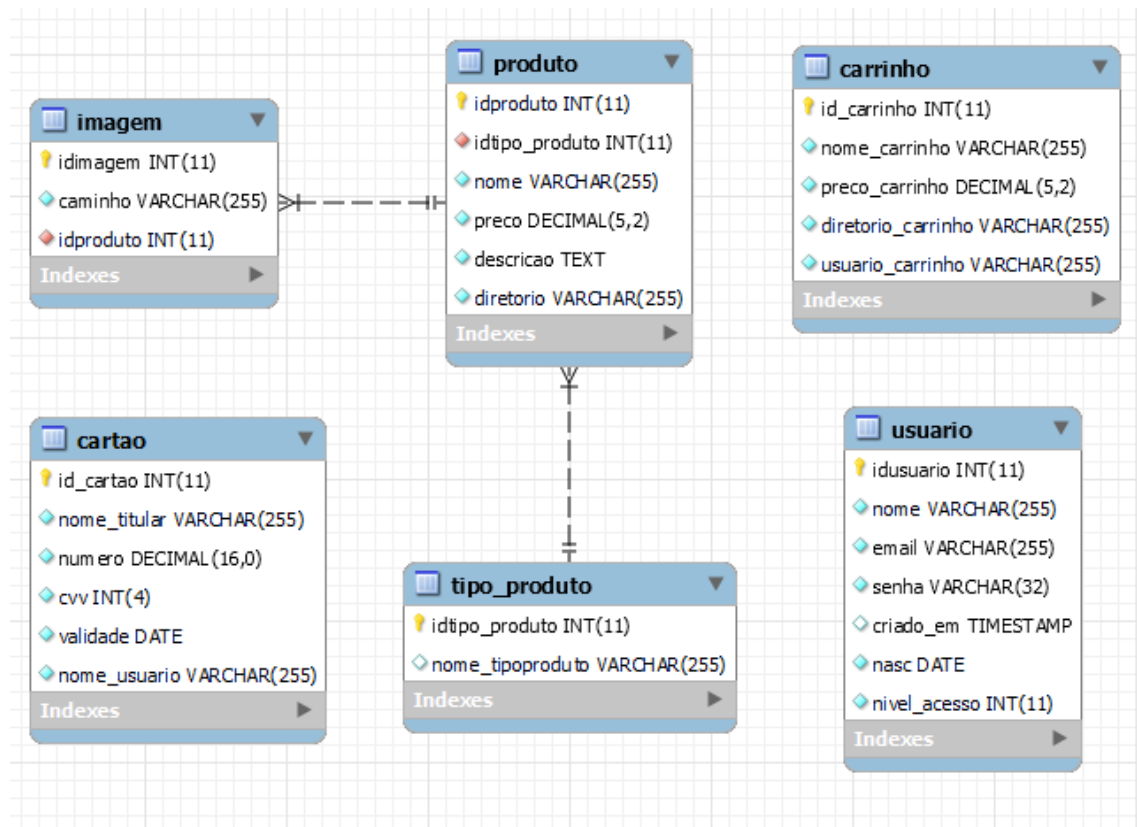 imagem
idimagem INT(11)
caminho VARCHAR(255)
idproduto INT(11)
Indexes
produto
idproduto INT(11)
idtipo_produto INT(11)
nome VARCHAR(255)
preco DECIMAL(5,2)
descricao TEXT
diretorio VARCHAR(255)
Indexes
carrinho
id_carrinho INT(11)
nome_carrinho VARCHAR(255)
preco_carrinho DECIMAL(5,2)
diretorio_carrinho VARCHAR(255)
usuario_carrinho VARCHAR(255)
Indexes
cartao
id_cartao INT(11)
nome_titular VARCHAR(255)
numero DECIMAL(16,0)
cvv INT(4)
validade DATE
nome_usuario VARCHAR(255)
Indexes
tipo_produto
idtipo_produto INT(11)
nome_tipoproduto VARCHAR(255)
Indexes
usuario
idusuario INT(11)
nome VARCHAR(255)
email VARCHAR(255)
senha VARCHAR(32)
criado_em TIMESTAMP
nasc DATE
nivel_acesso INT(11)
Indexes